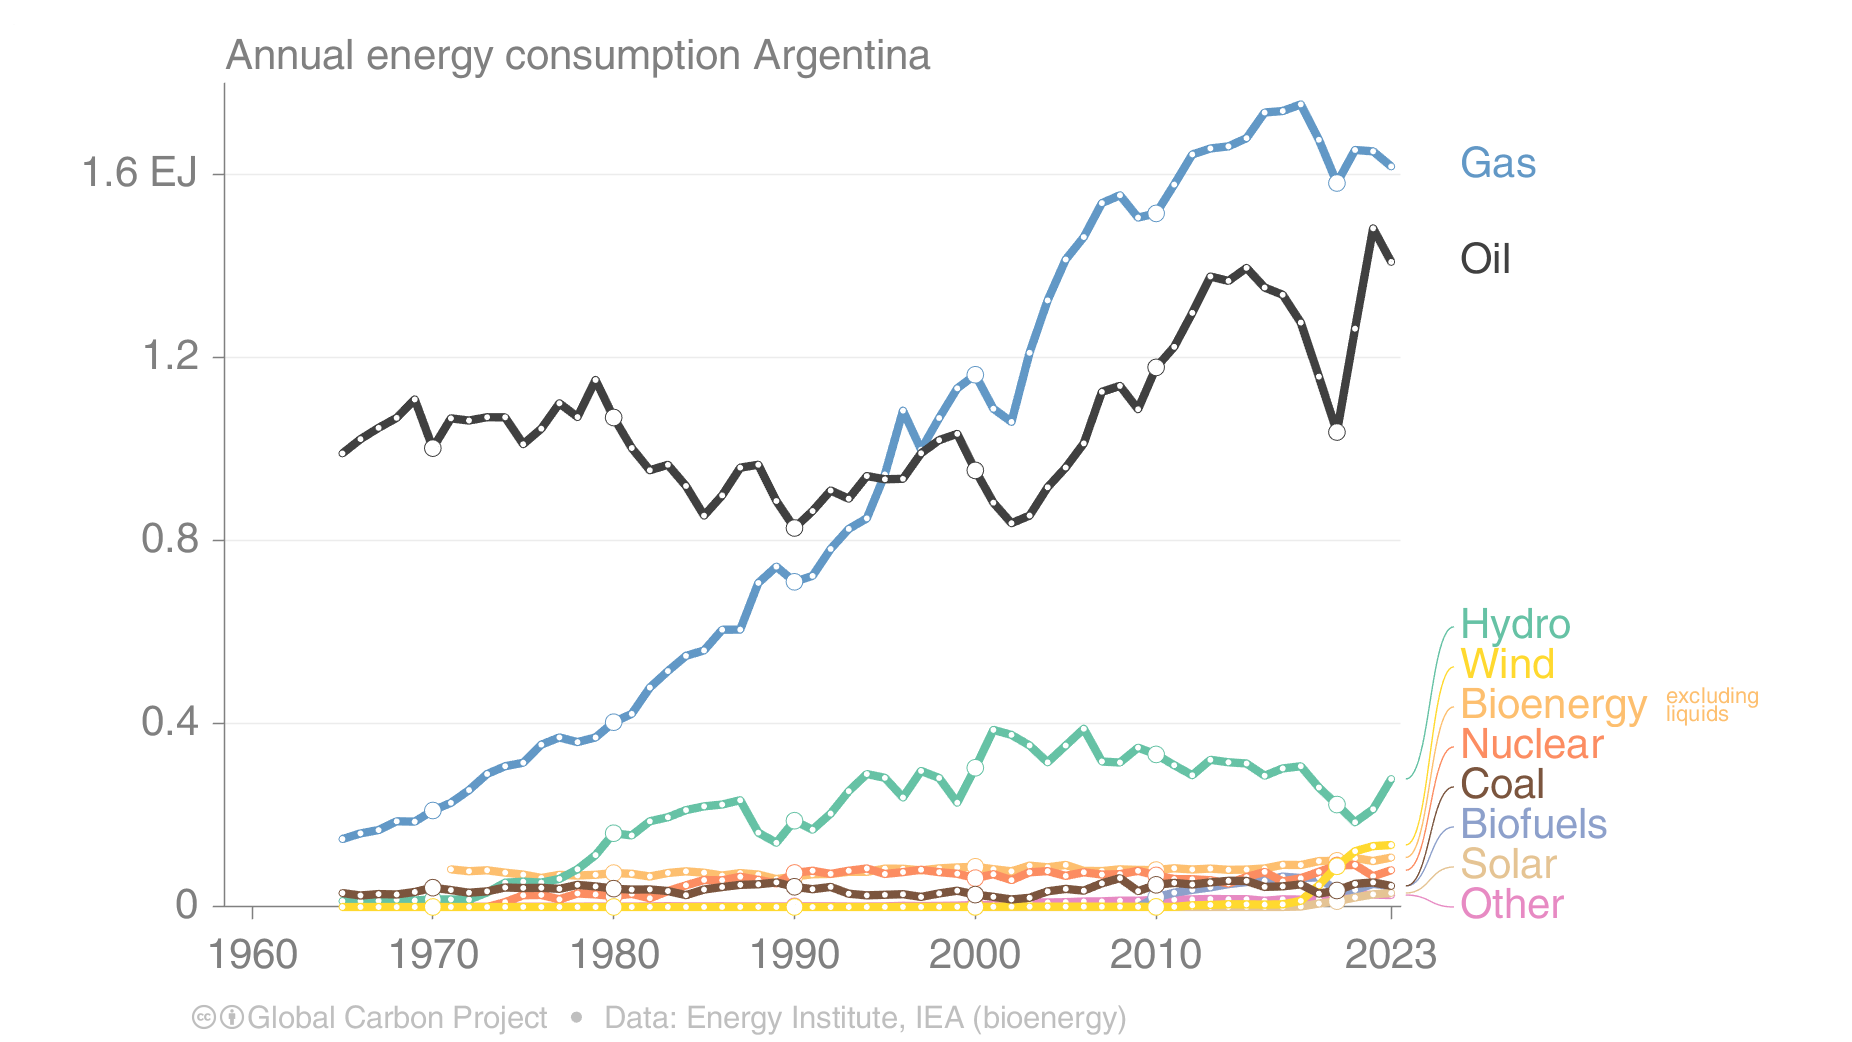 Annual energy consumption Argentina
1.6 EJ
1.2
0.8
0.4
0
Gas
Oil
Hydro
Wind
Bioenergy excluding liquids
Nuclear
Coal
Biofuels
Solar
Other
1960 1970 1980 1990 2000 2010 2023
cc Global Carbon Project • Data: Energy Institute, IEA (bioenergy)